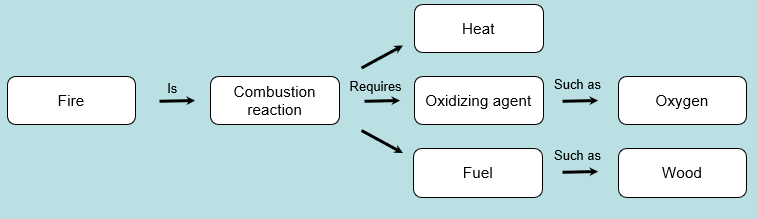 Fire
Is
Combustion
reaction
Requires
Heat
Oxidizing agent
Such as
Oxygen
Fuel
Such as
Wood